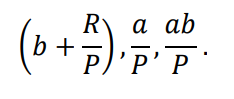 (b + R/P), a/P, ab/P.